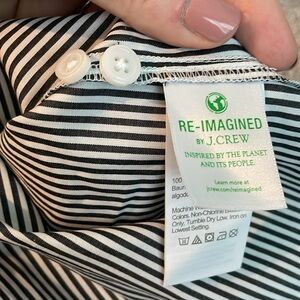 RE-IMAGINED
BY J.CREW
INSPIRED BY THE PLANET
AND ITS PEOPLE.
Learn more at
jcrew.com/reimagined
100
Baum
algod
Machine W
Colors. Non-Chlorine
Only, Tumble Dry Low. Iron on
Lowest Setting.